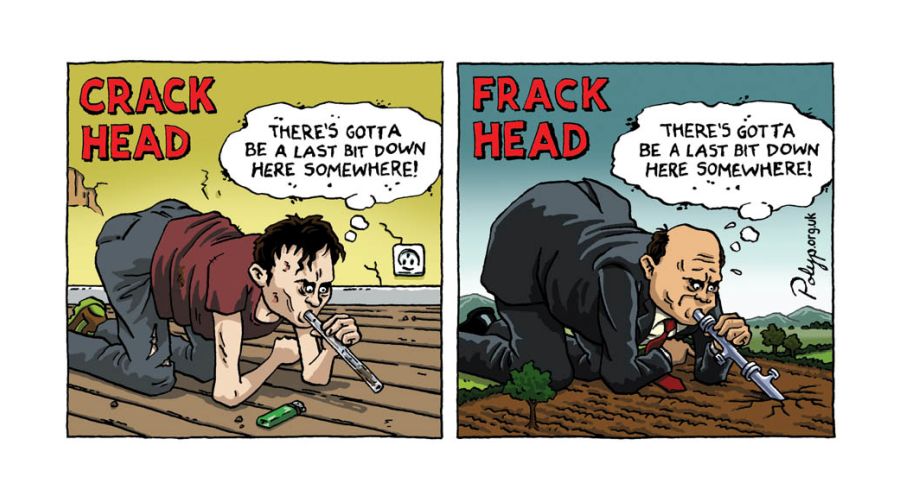 CRACK
HEAD
THERE'S GOTTA
BE A LAST BIT DOWN
HERE SOMEWHERE!
FRACK
HEAD
THERE'S GOTTA
BE A LAST BIT DOWN
HERE SOMEWHERE!
Polyp.org.uk